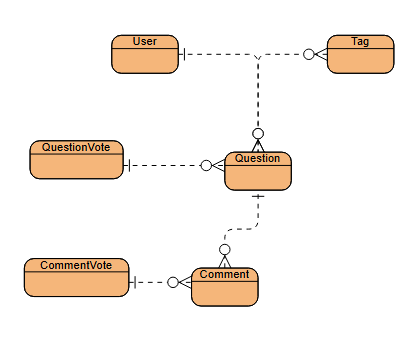 User
Tag
QuestionVote
Question
CommentVote
Comment